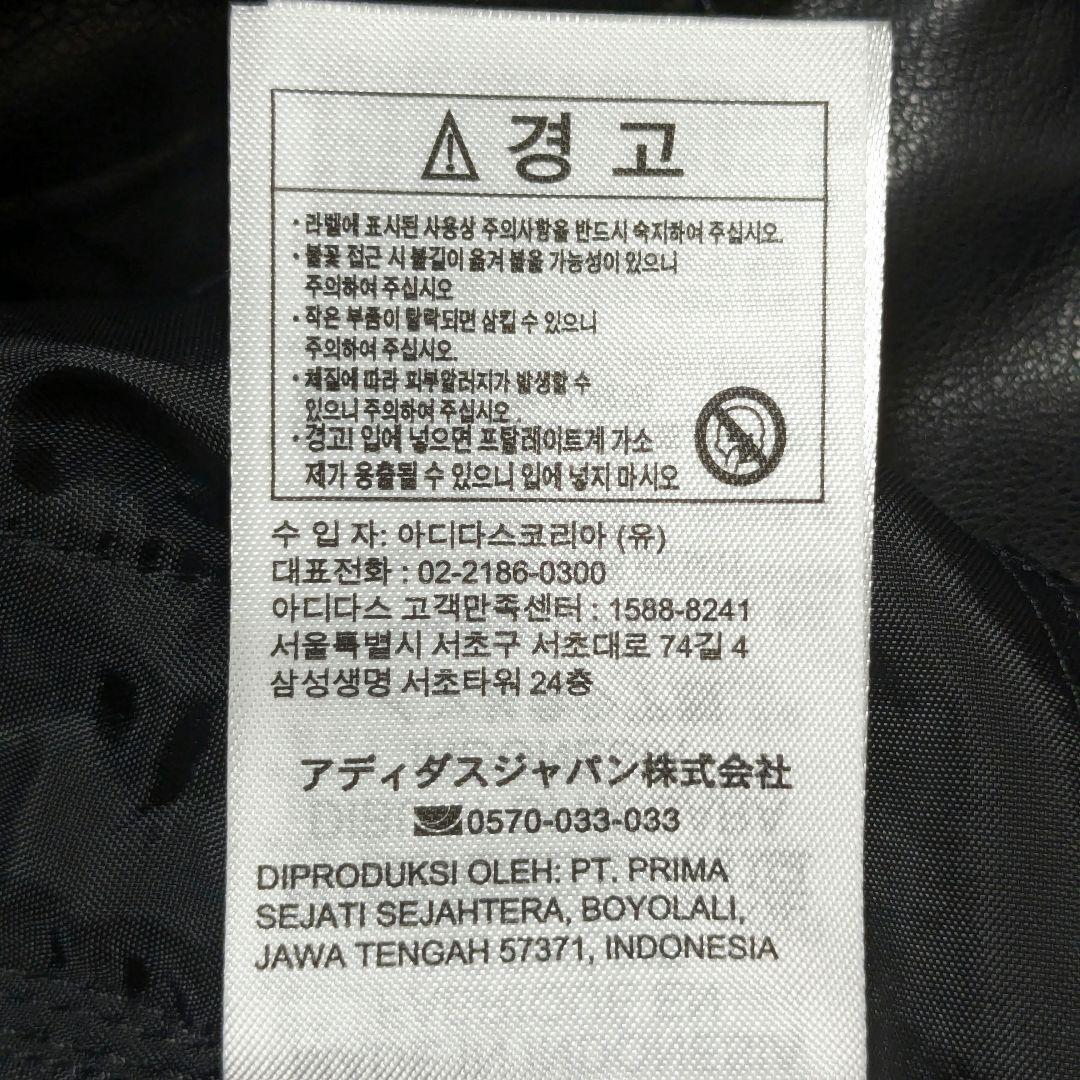 경 고
• 라벨에 표시된 사용상 주의사항을 반드시 숙지하여 주십시오.
• 불꽃 접근 시 불길이 옮겨 붙을 가능성이 있으니
주의하여 주십시오
• 작은 부품이 탈락되면 삼킬 수 있으니
주의하여 주십시오.
• 체질에 따라 피부알러지가 발생할 수
있으니 주의하여 주십시오.
• 경고! 입에 넣으면 프탈레이트계 가소
제가 용출될 수 있으니 입에 넣지 마시오
수 입 자: 아디다스코리아 (유)
대표전화 : 02-2186-0300
아디다스 고객만족센터 : 1588-8241
서울특별시 서초구 서초대로 74길 4
삼성생명 서초타워 24층
アディダスジャパン株式会社
0570-033-033
DIPRODUKSI OLEH: PT. PRIMA
SEJATI SEJAHTERA, BOYOLALI,
JAWA TENGAH 57371, INDONESIA